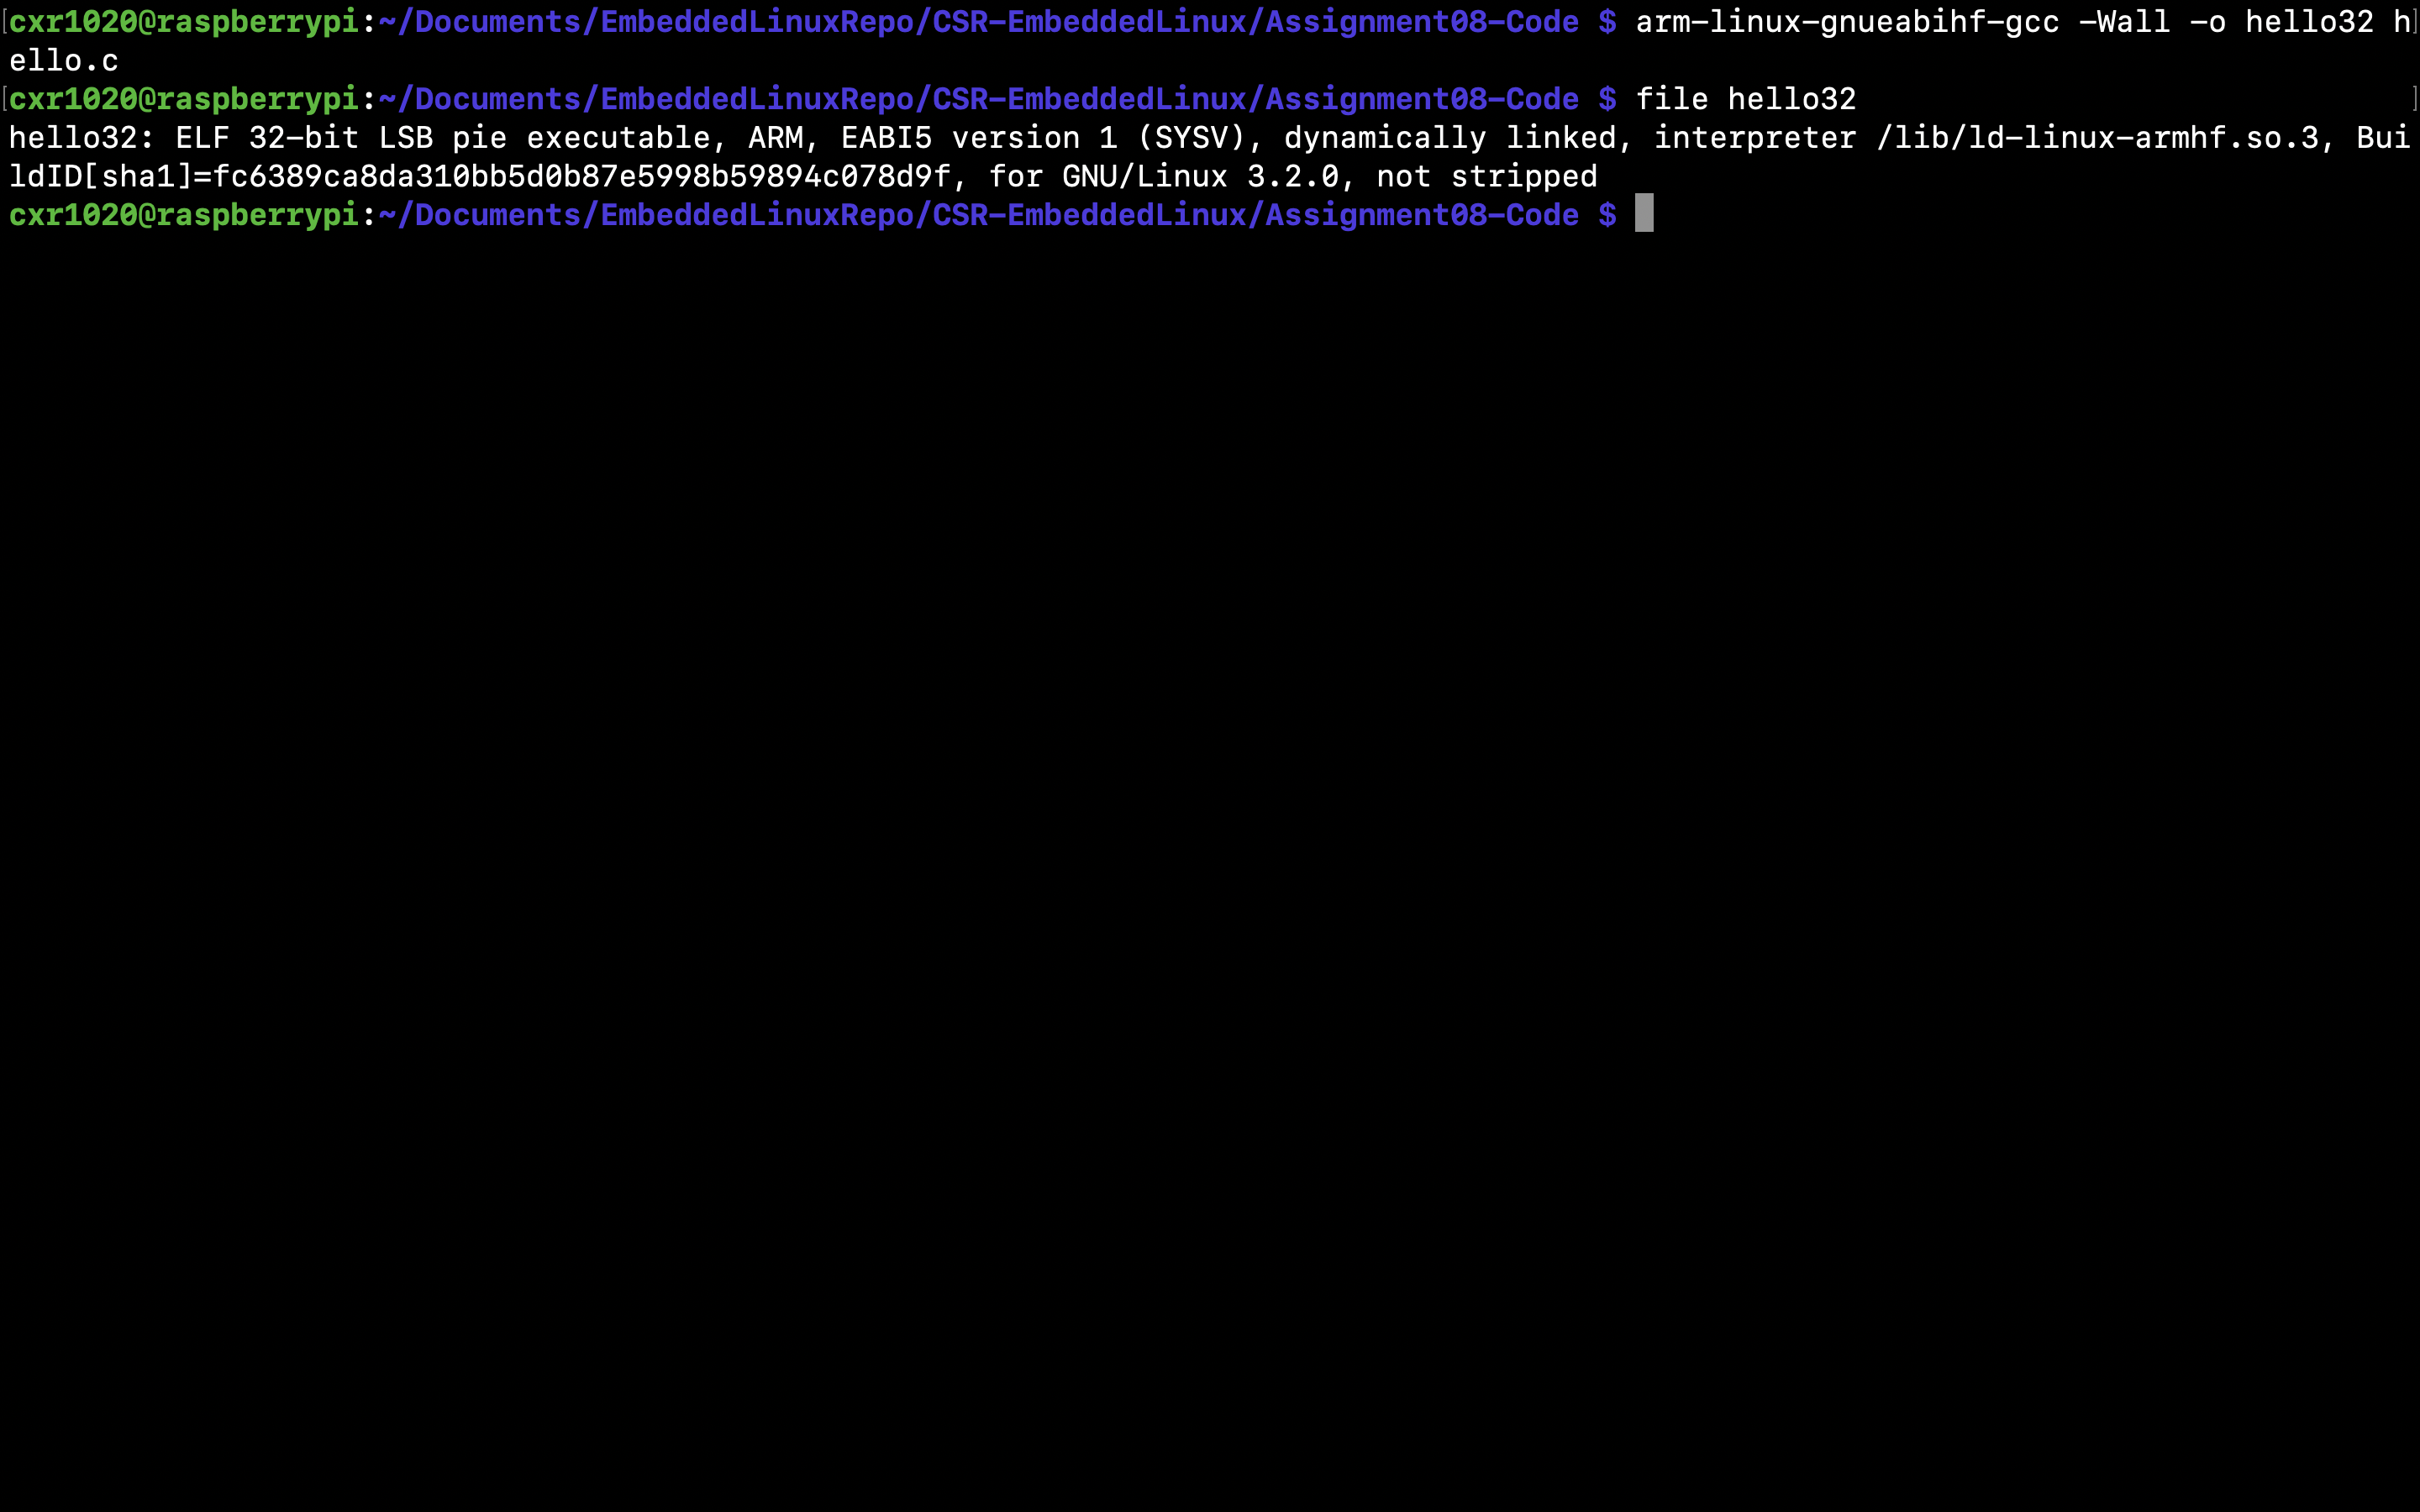 [cxr1020@raspberrypi:~/Documents/EmbeddedLinuxRepo/CSR-EmbeddedLinux/Assignment08-Code $ arm-linux-gnueabihf-gcc -Wall -o hello32 h]
ello.c
[cxr1020@raspberrypi:~/Documents/EmbeddedLinuxRepo/CSR-EmbeddedLinux/Assignment08-Code $ file hello32 ]
hello32: ELF 32-bit LSB pie executable, ARM, EABI5 version 1 (SYSV), dynamically linked, interpreter /lib/ld-linux-armhf.so.3, Bui
ldID[sha1]=fc6389ca8da310bb5d0b87e5998b59894c078d9f, for GNU/Linux 3.2.0, not stripped
cxr1020@raspberrypi:~/Documents/EmbeddedLinuxRepo/CSR-EmbeddedLinux/Assignment08-Code $